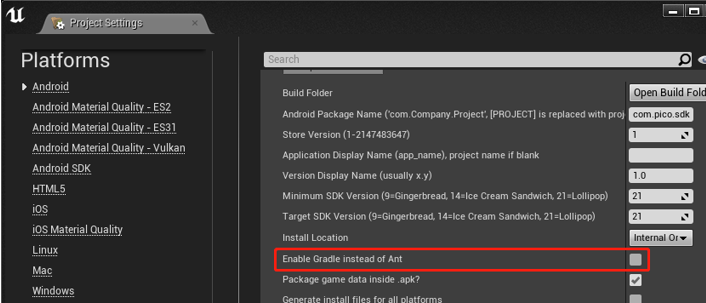 Project Settings
Platforms
Android
Android Material Quality - ES2
Android Material Quality - ES31
Android Material Quality - Vulkan
Android SDK
HTML5
iOS
iOS Material Quality
Linux
Mac
Windows
Search
Build Folder
Open Build Fold
Android Package Name ('com.Company.Project', [PROJECT] is replaced with proj
com.pico.sdk
Store Version (1-2147483647)
1
Application Display Name (app_name), project name if blank
Version Display Name (usually x.y)
1.0
Minimum SDK Version (9=Gingerbread, 14=Ice Cream Sandwich, 21=Lollipop)
21
Target SDK Version (9=Gingerbread, 14=Ice Cream Sandwich, 21=Lollipop)
21
Install Location
Internal On
Enable Gradle instead of Ant
Package game data inside .apk?
Generate install files for all platforms